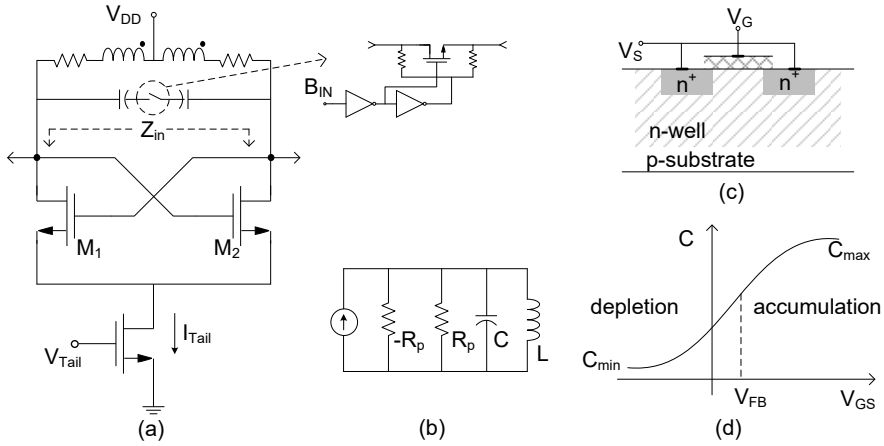 V_DD
B_IN
Z_in
M_1
M_2
I_Tail
V_Tail
(a)
-R_p
R_p
C
L
(b)
V_G
V_S
n^+
n^+
n-well
p-substrate
(c)
C
C_max
depletion
accumulation
C_min
V_FB
V_GS
(d)